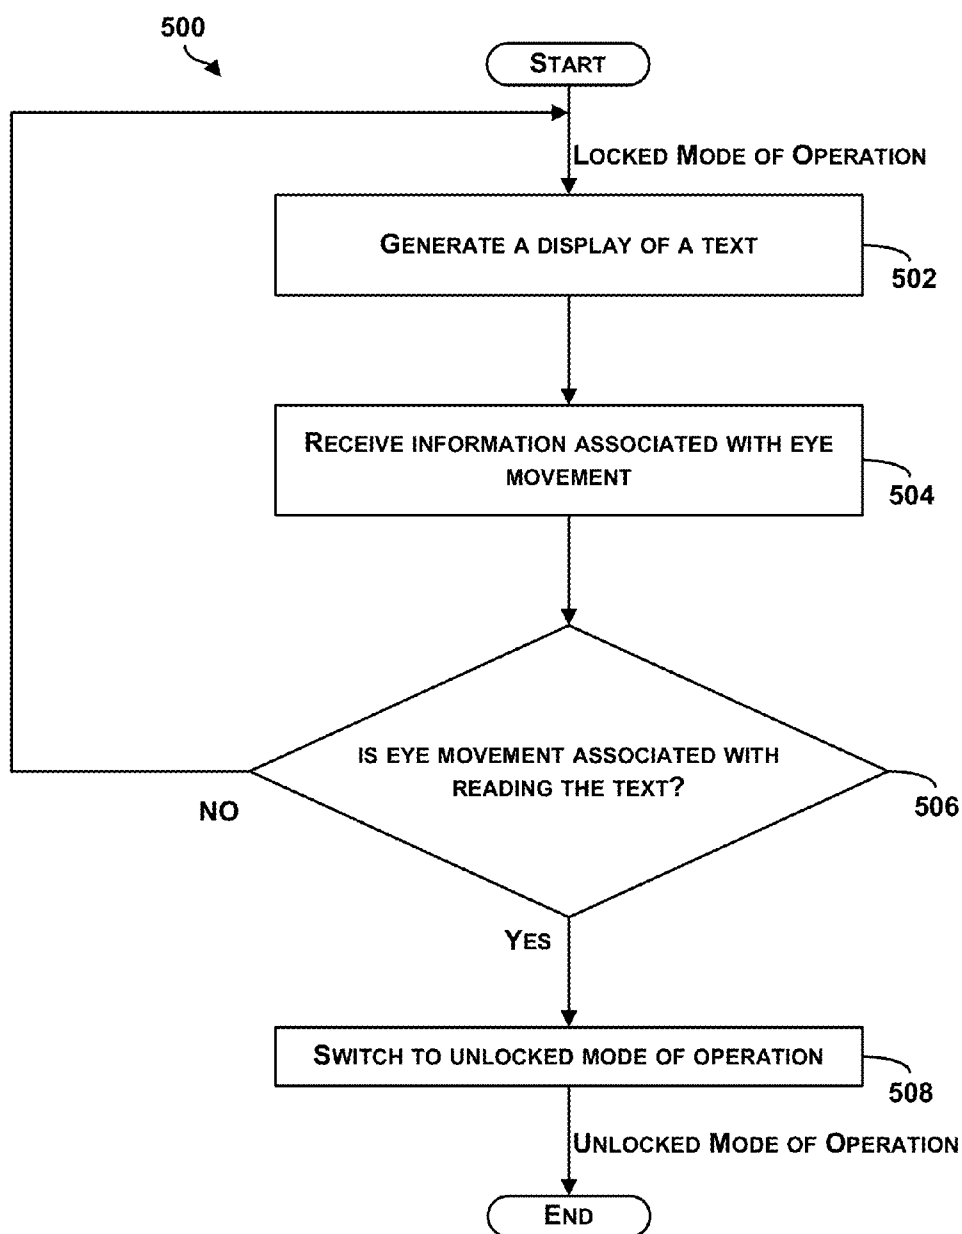 500
START
LOCKED MODE OF OPERATION
GENERATE A DISPLAY OF A TEXT
502
RECEIVE INFORMATION ASSOCIATED WITH EYE
MOVEMENT
504
IS EYE MOVEMENT ASSOCIATED WITH
READING THE TEXT?
506
NO
YES
SWITCH TO UNLOCKED MODE OF OPERATION
508
UNLOCKED MODE OF OPERATION
END